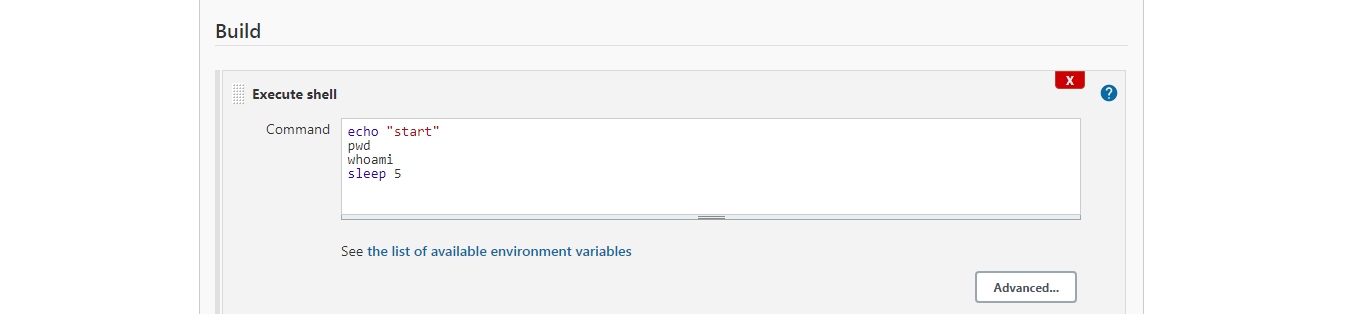 Build
X
Execute shell
?
Command
echo "start"
pwd
whoami
sleep 5
See the list of available environment variables
Advanced...